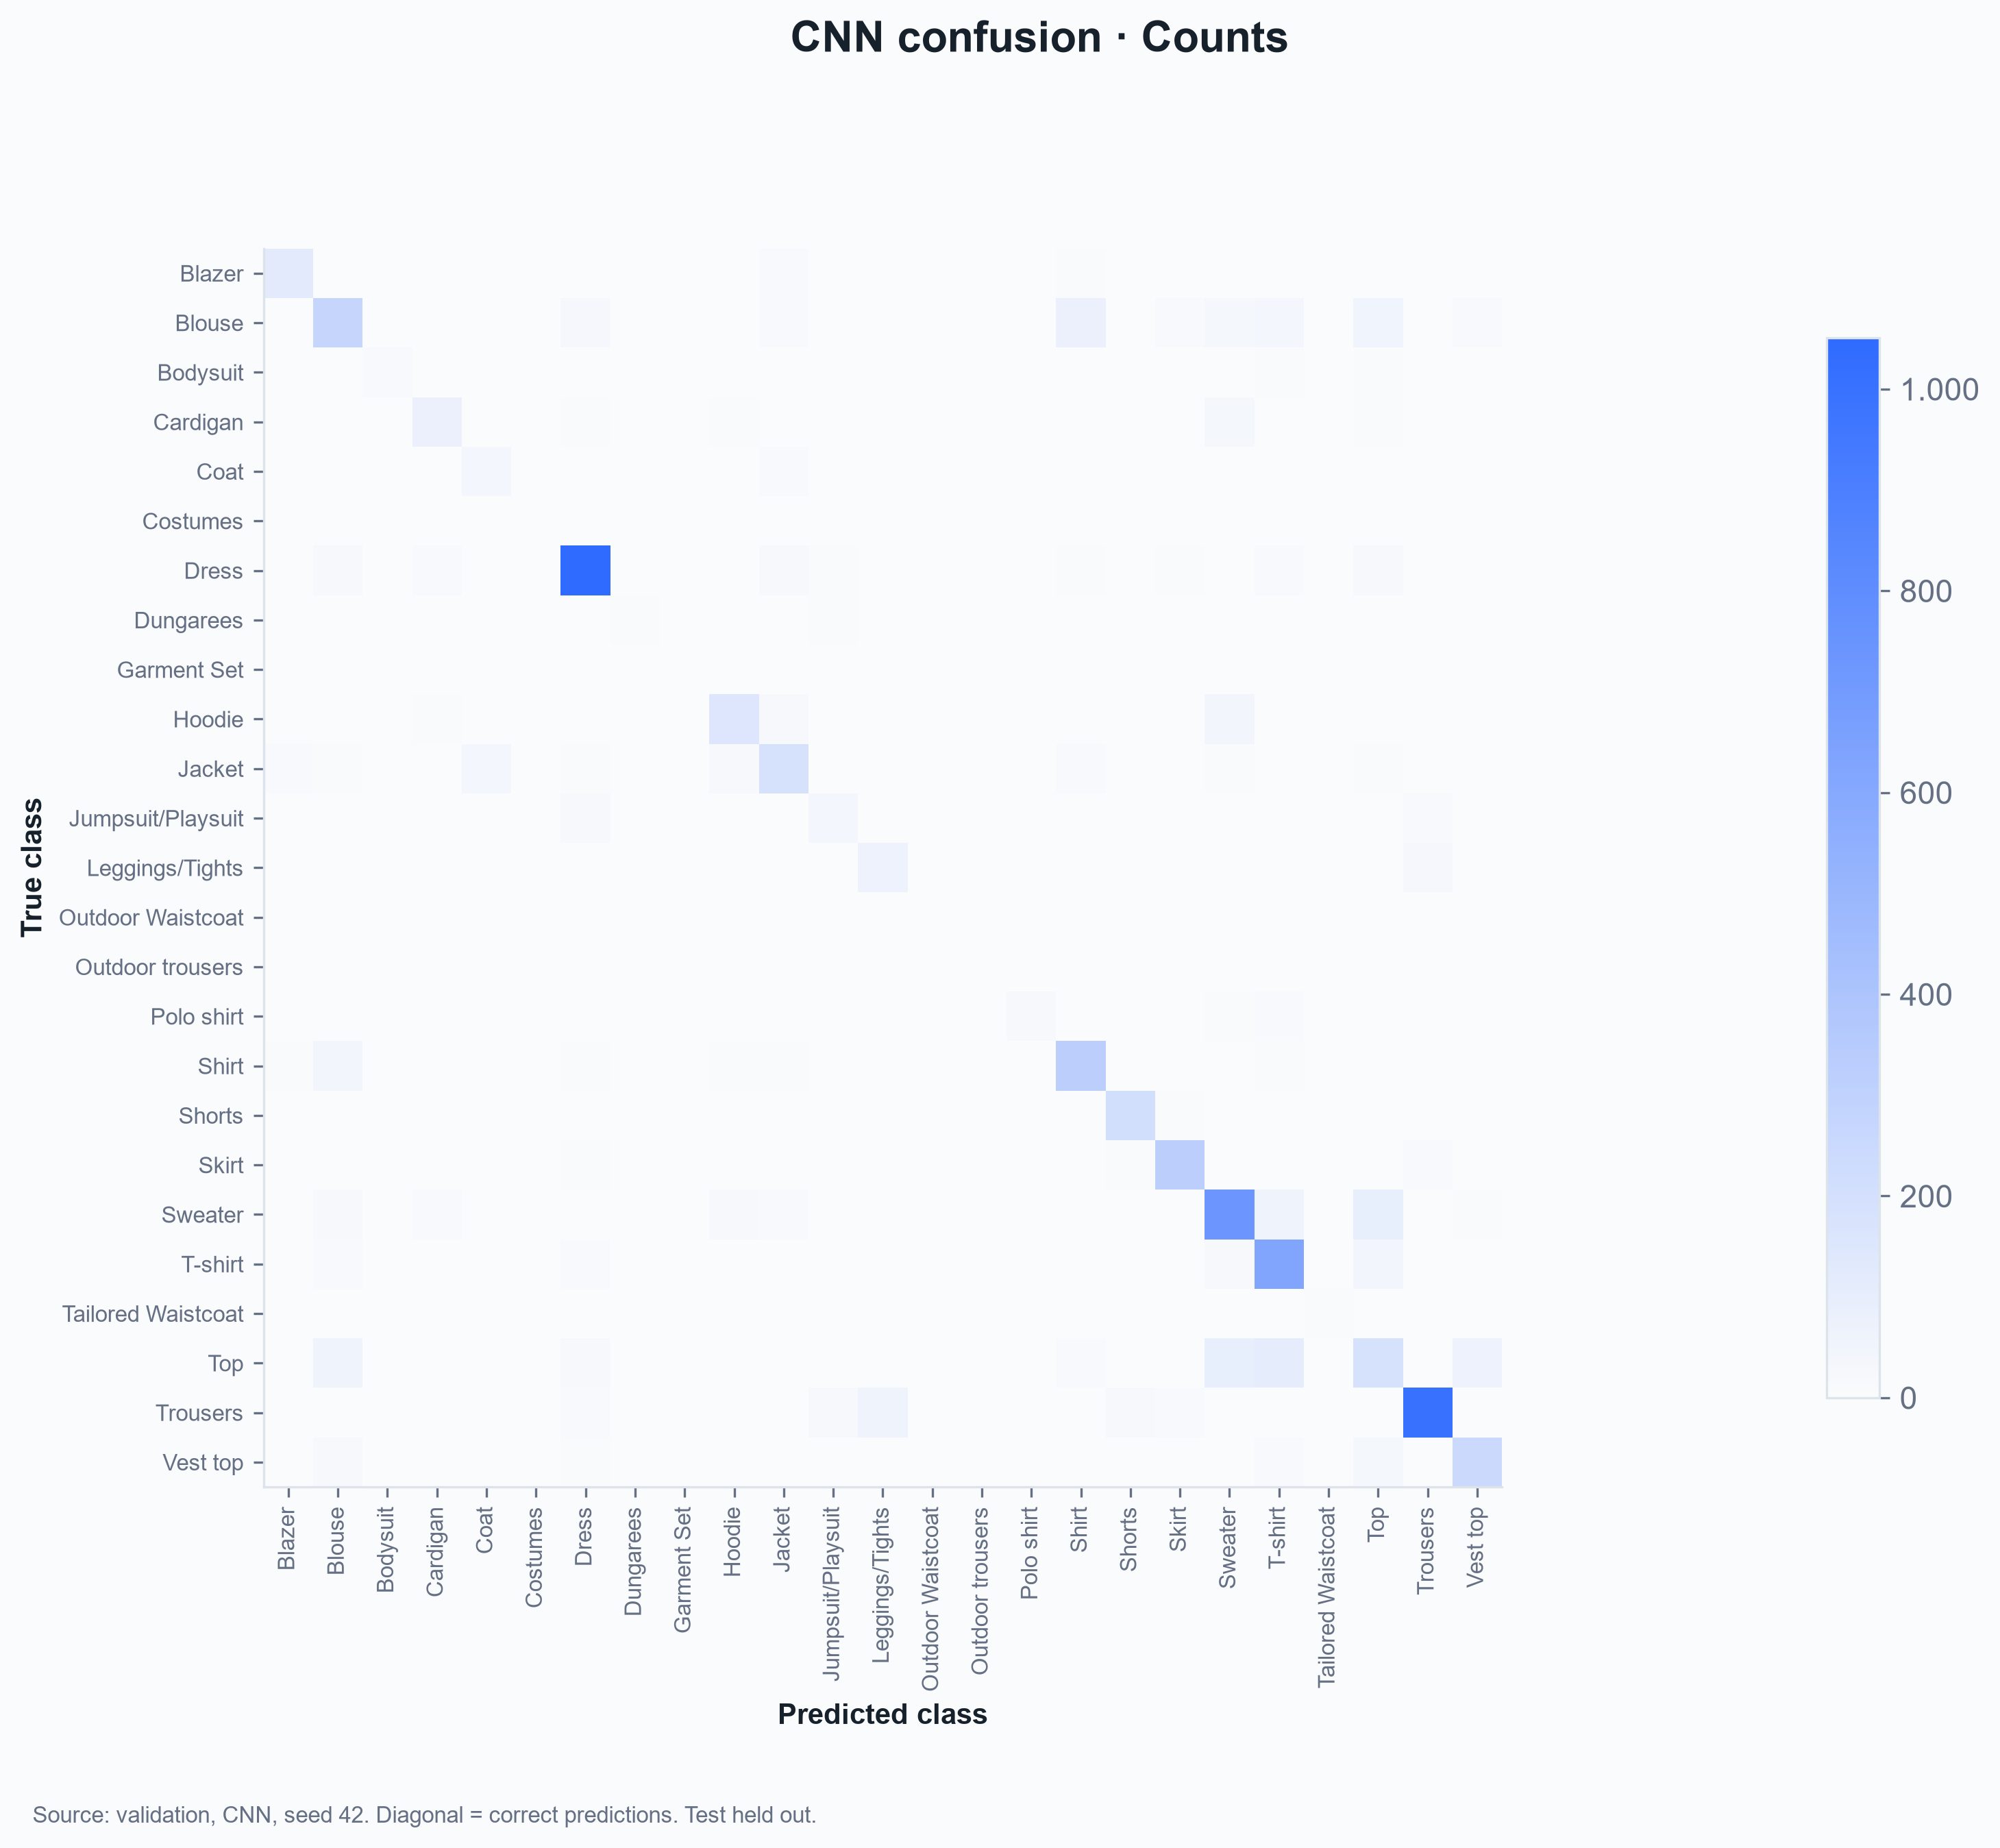 CNN confusion · Counts
Blazer
Blouse
Bodysuit
Cardigan
Coat
Costumes
Dress
Dungarees
Garment Set
Hoodie
Jacket
Jumpsuit/Playsuit
Leggings/Tights
Outdoor Waistcoat
Outdoor trousers
Polo shirt
Shirt
Shorts
Skirt
Sweater
T-shirt
Tailored Waistcoat
Top
Trousers
Vest top
True class
Blazer
Blouse
Bodysuit
Cardigan
Coat
Costumes
Dress
Dungarees
Garment Set
Hoodie
Jacket
Jumpsuit/Playsuit
Leggings/Tights
Outdoor Waistcoat
Outdoor trousers
Polo shirt
Shirt
Shorts
Skirt
Sweater
T-shirt
Tailored Waistcoat
Top
Trousers
Vest top
Predicted class
1.000
800
600
400
200
0
Source: validation, CNN, seed 42. Diagonal = correct predictions. Test held out.